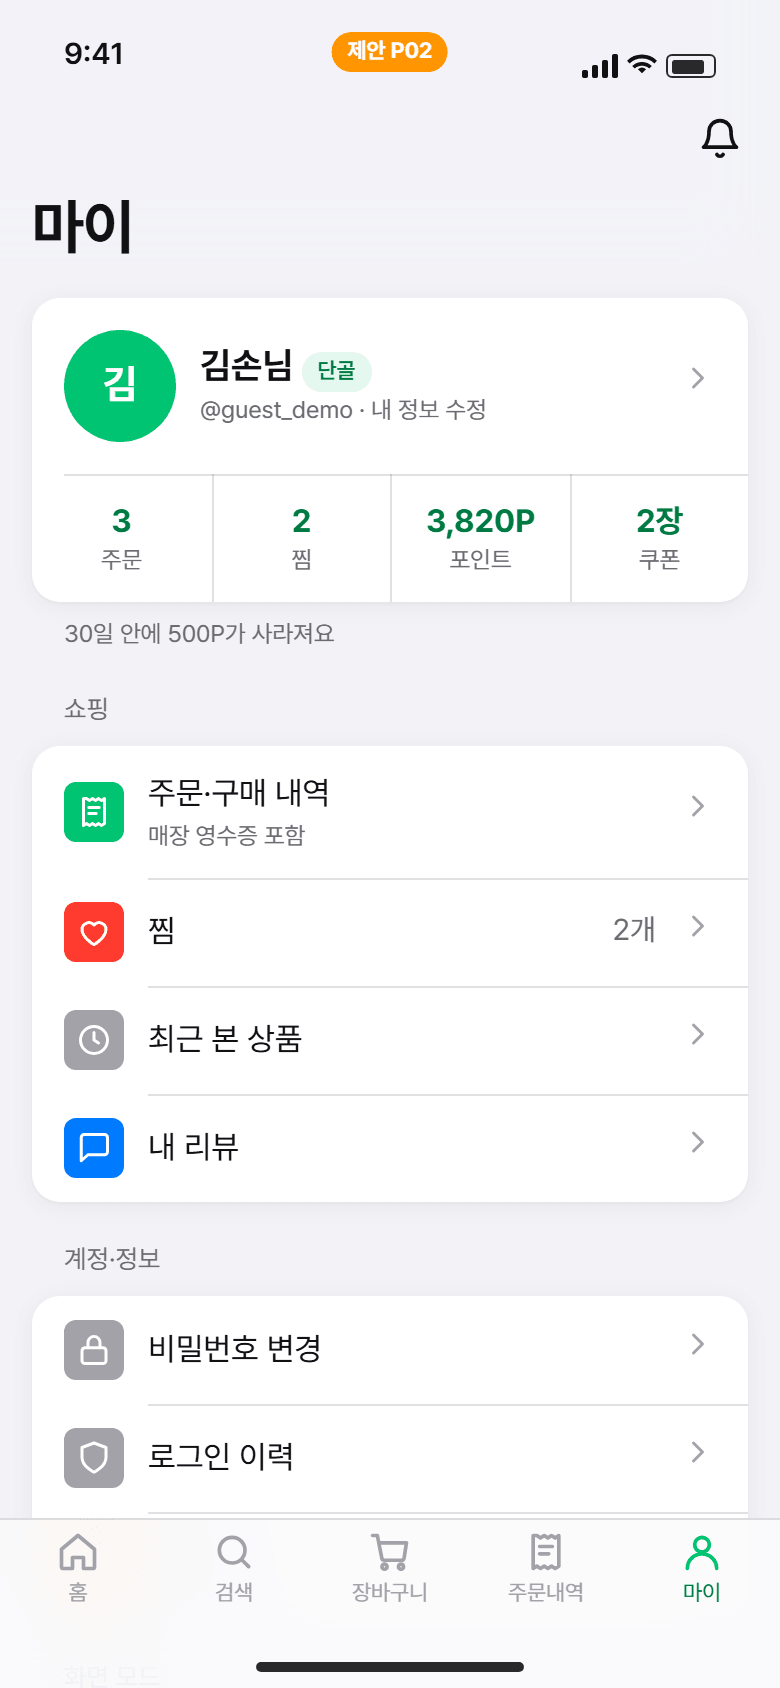 9:41
제안 P02
마이
김
김손님 단골
@guest_demo · 내 정보 수정
3 2 3,820P 2장
주문 찜 포인트 쿠폰
30일 안에 500P가 사라져요
쇼핑
주문·구매 내역
매장 영수증 포함
찜 2개
최근 본 상품
내 리뷰
계정·정보
비밀번호 변경
로그인 이력
홈 검색 장바구니 주문내역 마이
화면 모드